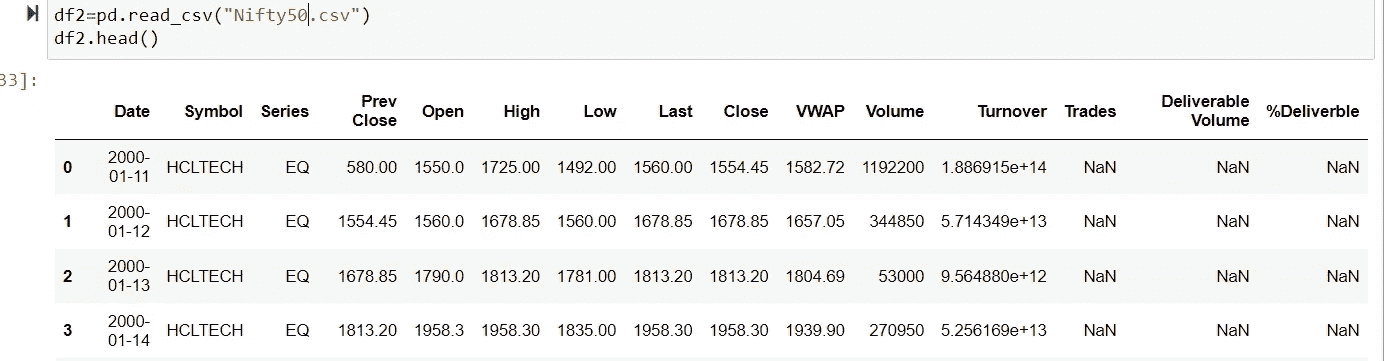 df2=pd.read_csv("Nifty50.csv")
df2.head()
33]:
Date Symbol Series Prev Close Open High Low Last Close VWAP Volume Turnover Trades Deliverable Volume %Deliverble
0 2000-01-11 HCLTECH EQ 580.00 1550.0 1725.00 1492.00 1560.00 1554.45 1582.72 1192200 1.886915e+14 NaN NaN NaN
1 2000-01-12 HCLTECH EQ 1554.45 1560.0 1678.85 1560.00 1678.85 1678.85 1657.05 344850 5.714349e+13 NaN NaN NaN
2 2000-01-13 HCLTECH EQ 1678.85 1790.0 1813.20 1781.00 1813.20 1813.20 1804.69 53000 9.564880e+12 NaN NaN NaN
3 2000-01-14 HCLTECH EQ 1813.20 1958.3 1958.30 1835.00 1958.30 1958.30 1939.90 270950 5.256169e+13 NaN NaN NaN